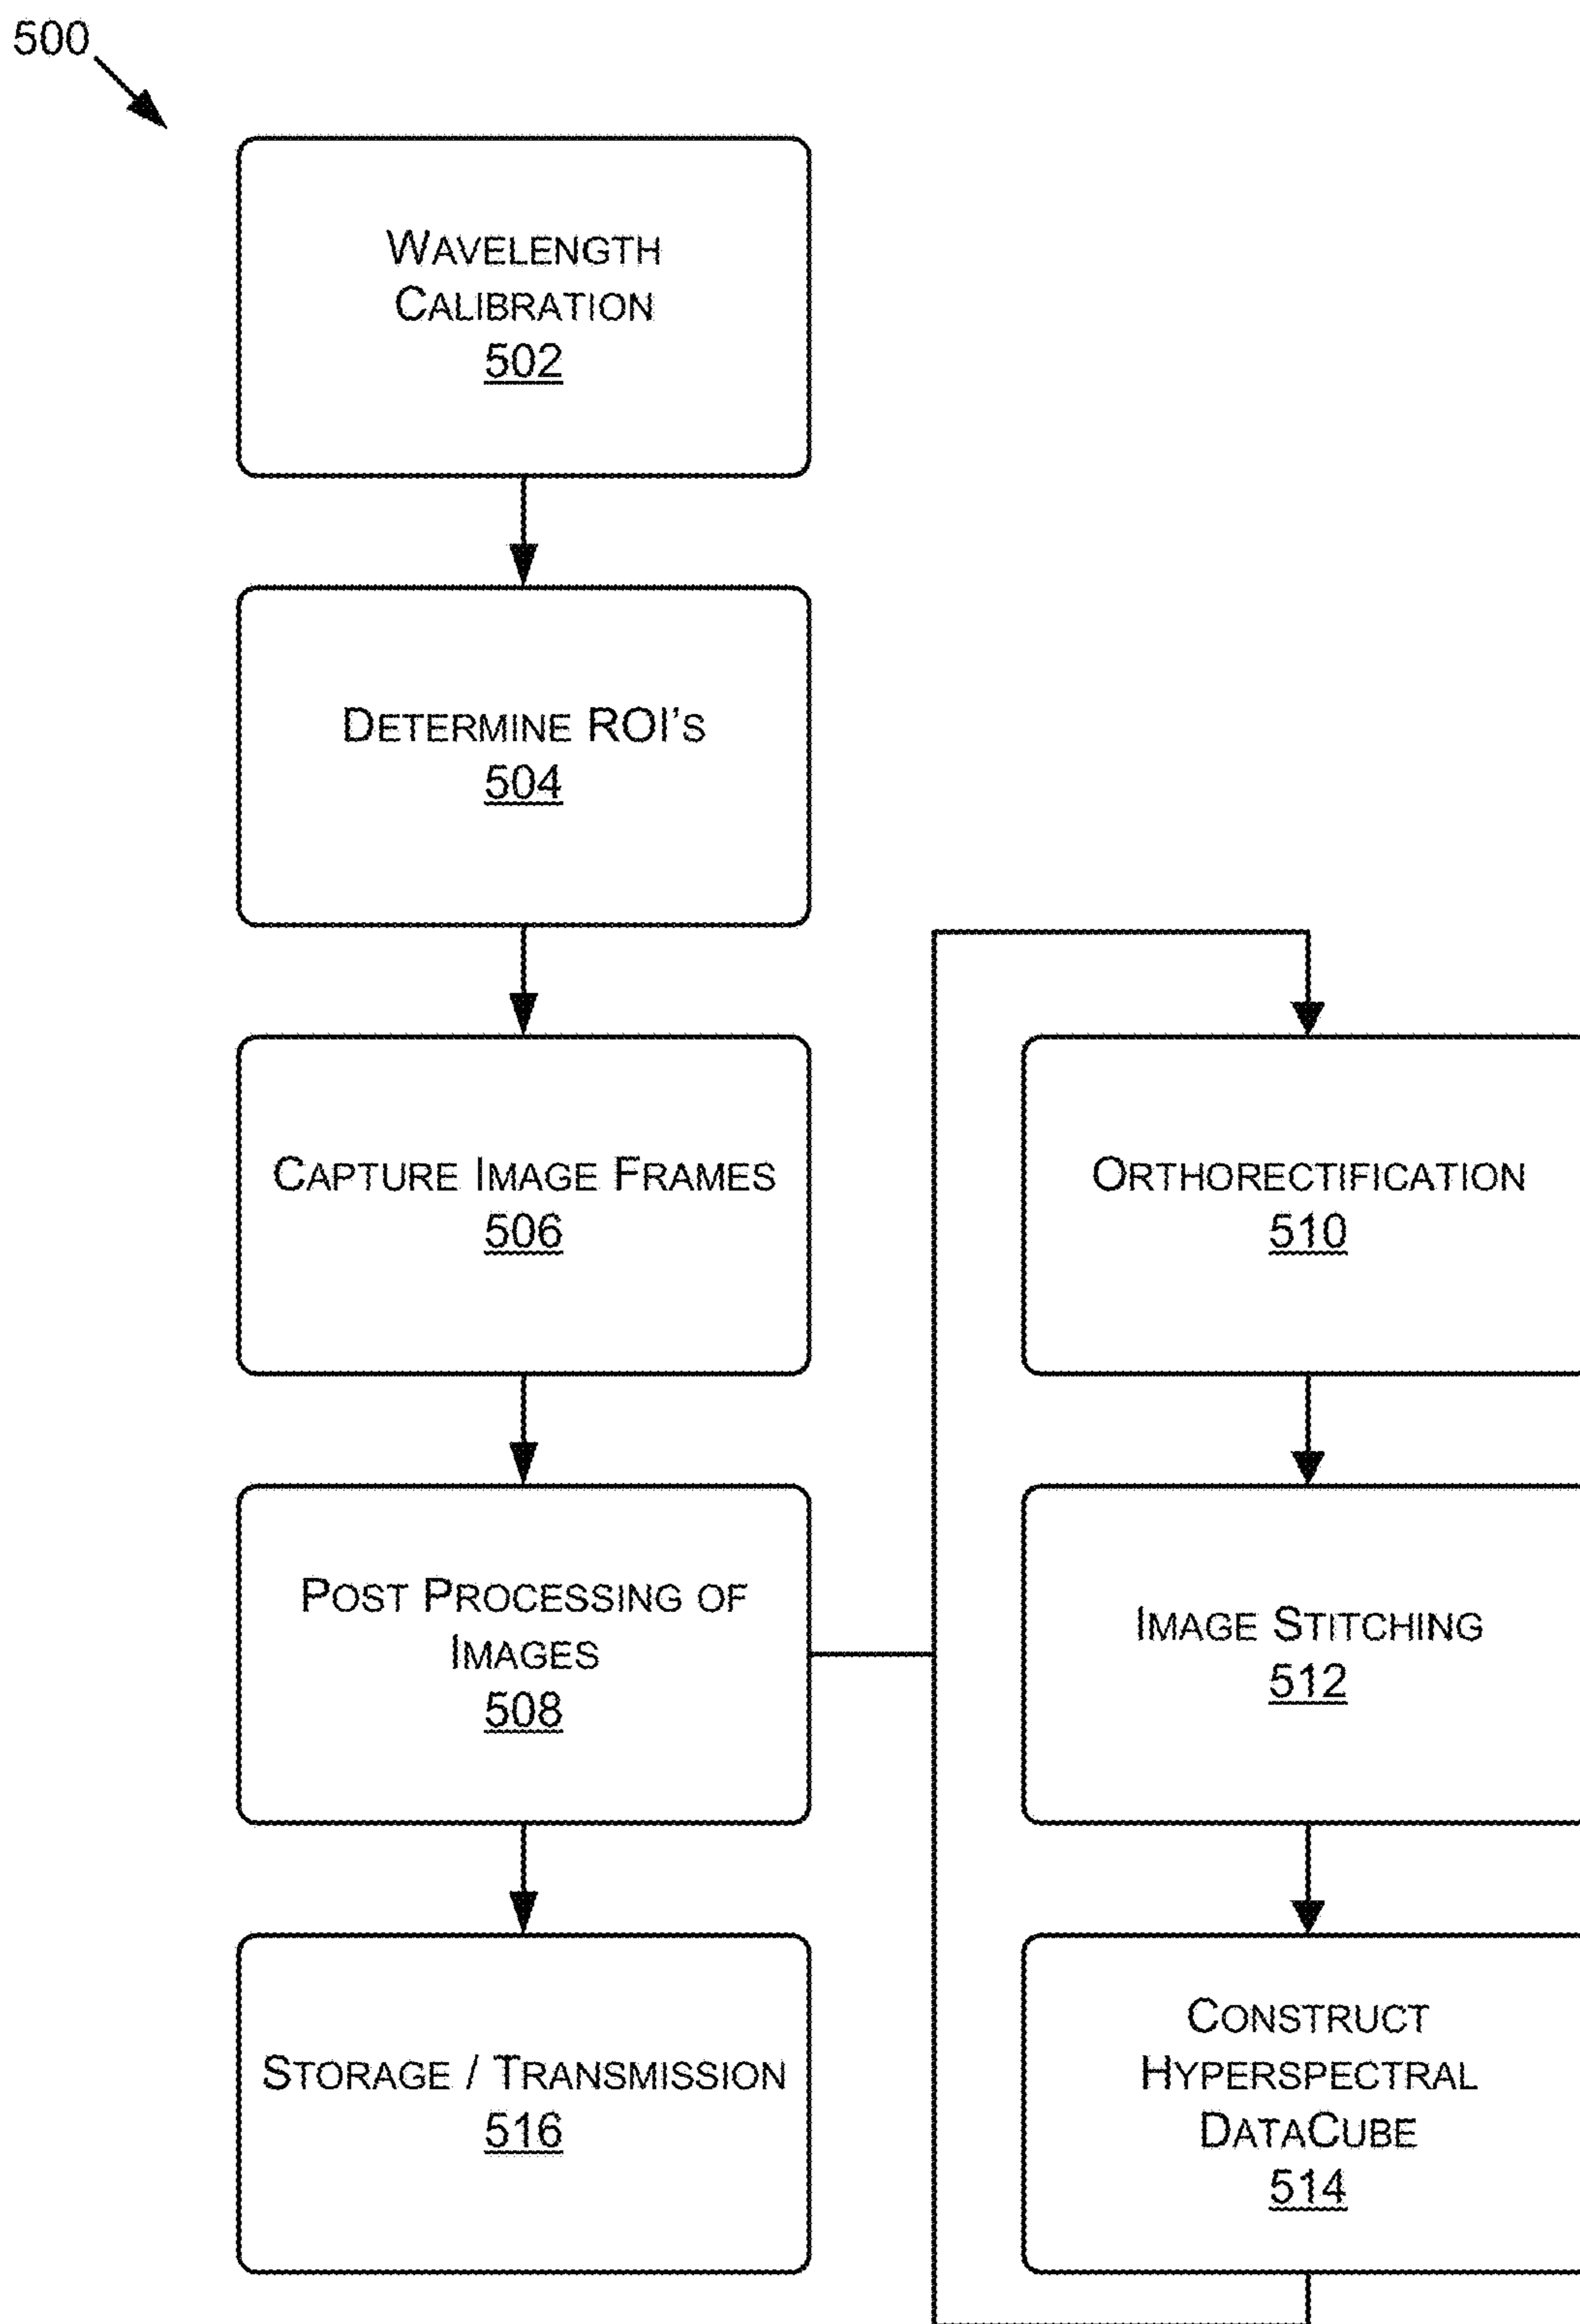 500
WAVELENGTH
CALIBRATION
502
DETERMINE ROI'S
504
CAPTURE IMAGE FRAMES
506
POST PROCESSING OF
IMAGES
508
STORAGE / TRANSMISSION
516
ORTHORECTIFICATION
510
IMAGE STITCHING
512
CONSTRUCT
HYPERSPECTRAL
DATACUBE
514